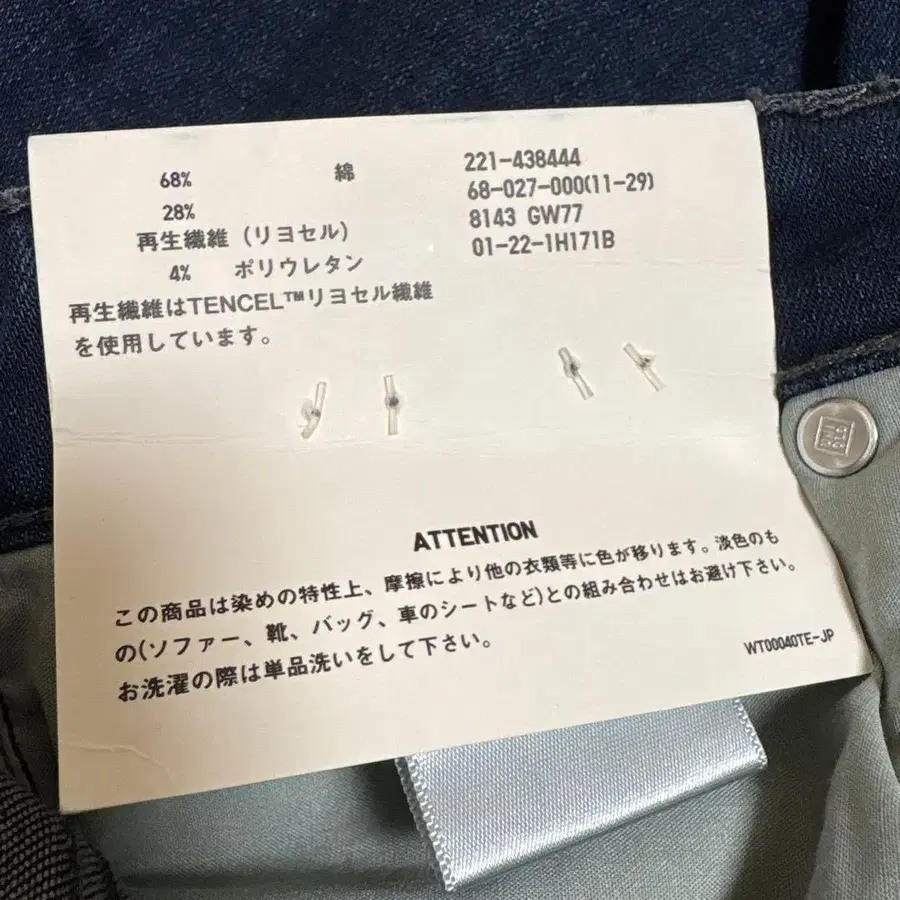 68% 綿
28%
再生繊維（リヨセル）
4% ポリウレタン
再生繊維はTENCEL™リヨセル繊維
を使用しています。
221-438444
68-027-000(11-29)
8143 GW77
01-22-1H171B
ATTENTION
この商品は染めの特性上、摩擦により他の衣類等に色が移ります。淡色のも
の(ソファー、靴、バッグ、車のシートなど)との組み合わせはお避け下さい。
お洗濯の際は単品洗いをして下さい。
WT00040TE-JP